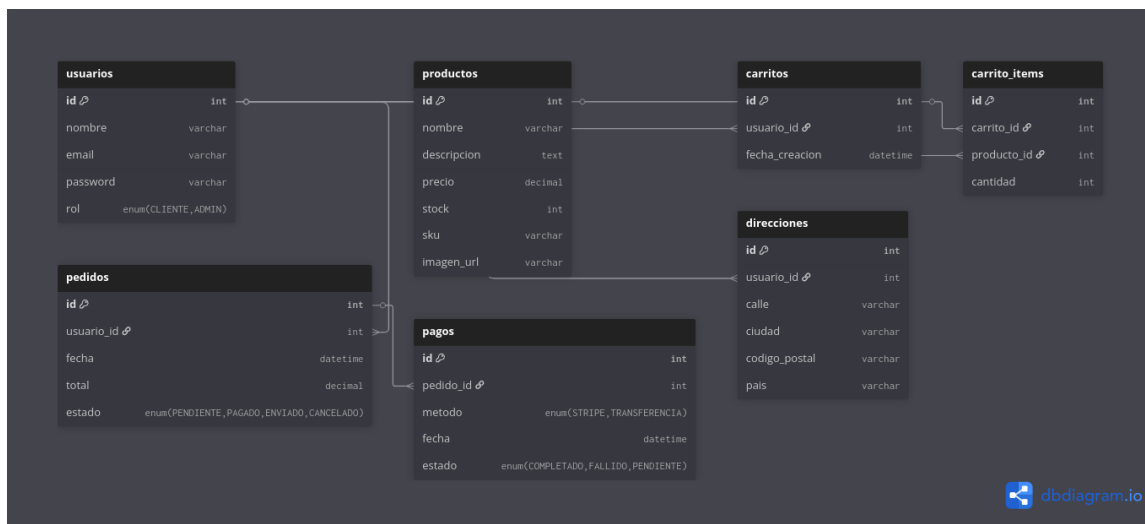 usuarios
id int
nombre varchar
email varchar
password varchar
rol enum(CLIENTE,ADMIN)
productos
id int
nombre varchar
descripcion text
precio decimal
stock int
sku varchar
imagen_url varchar
carritos
id int
usuario_id int
fecha_creacion datetime
carrito_items
id int
carrito_id int
producto_id int
cantidad int
direcciones
id int
usuario_id int
calle varchar
ciudad varchar
codigo_postal varchar
pais varchar
pedidos
id int
usuario_id int
fecha datetime
total decimal
estado enum(PENDIENTE,PAGADO,ENVIADO,CANCELADO)
pagos
id int
pedido_id int
metodo enum(STRIPE,TRANSFERENCIA)
fecha datetime
estado enum(COMPLETADO,FALLIDO,PENDIENTE)
dbdiagram.io